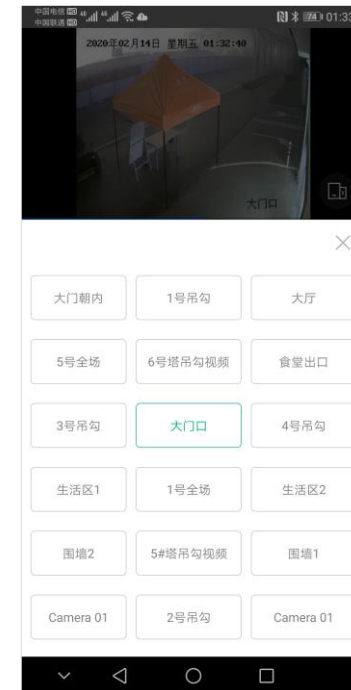 中国电信 HD 46
中国联通 HD
74 01:33
2020年02月14日 星期五 01:32:40
大门口
大门朝内 1号吊勾 大厅
5号全场 6号塔吊勾视频 食堂出口
3号吊勾 大门口 4号吊勾
生活区1 1号全场 生活区2
围墙2 5#塔吊勾视频 围墙1
Camera 01 2号吊勾 Camera 01